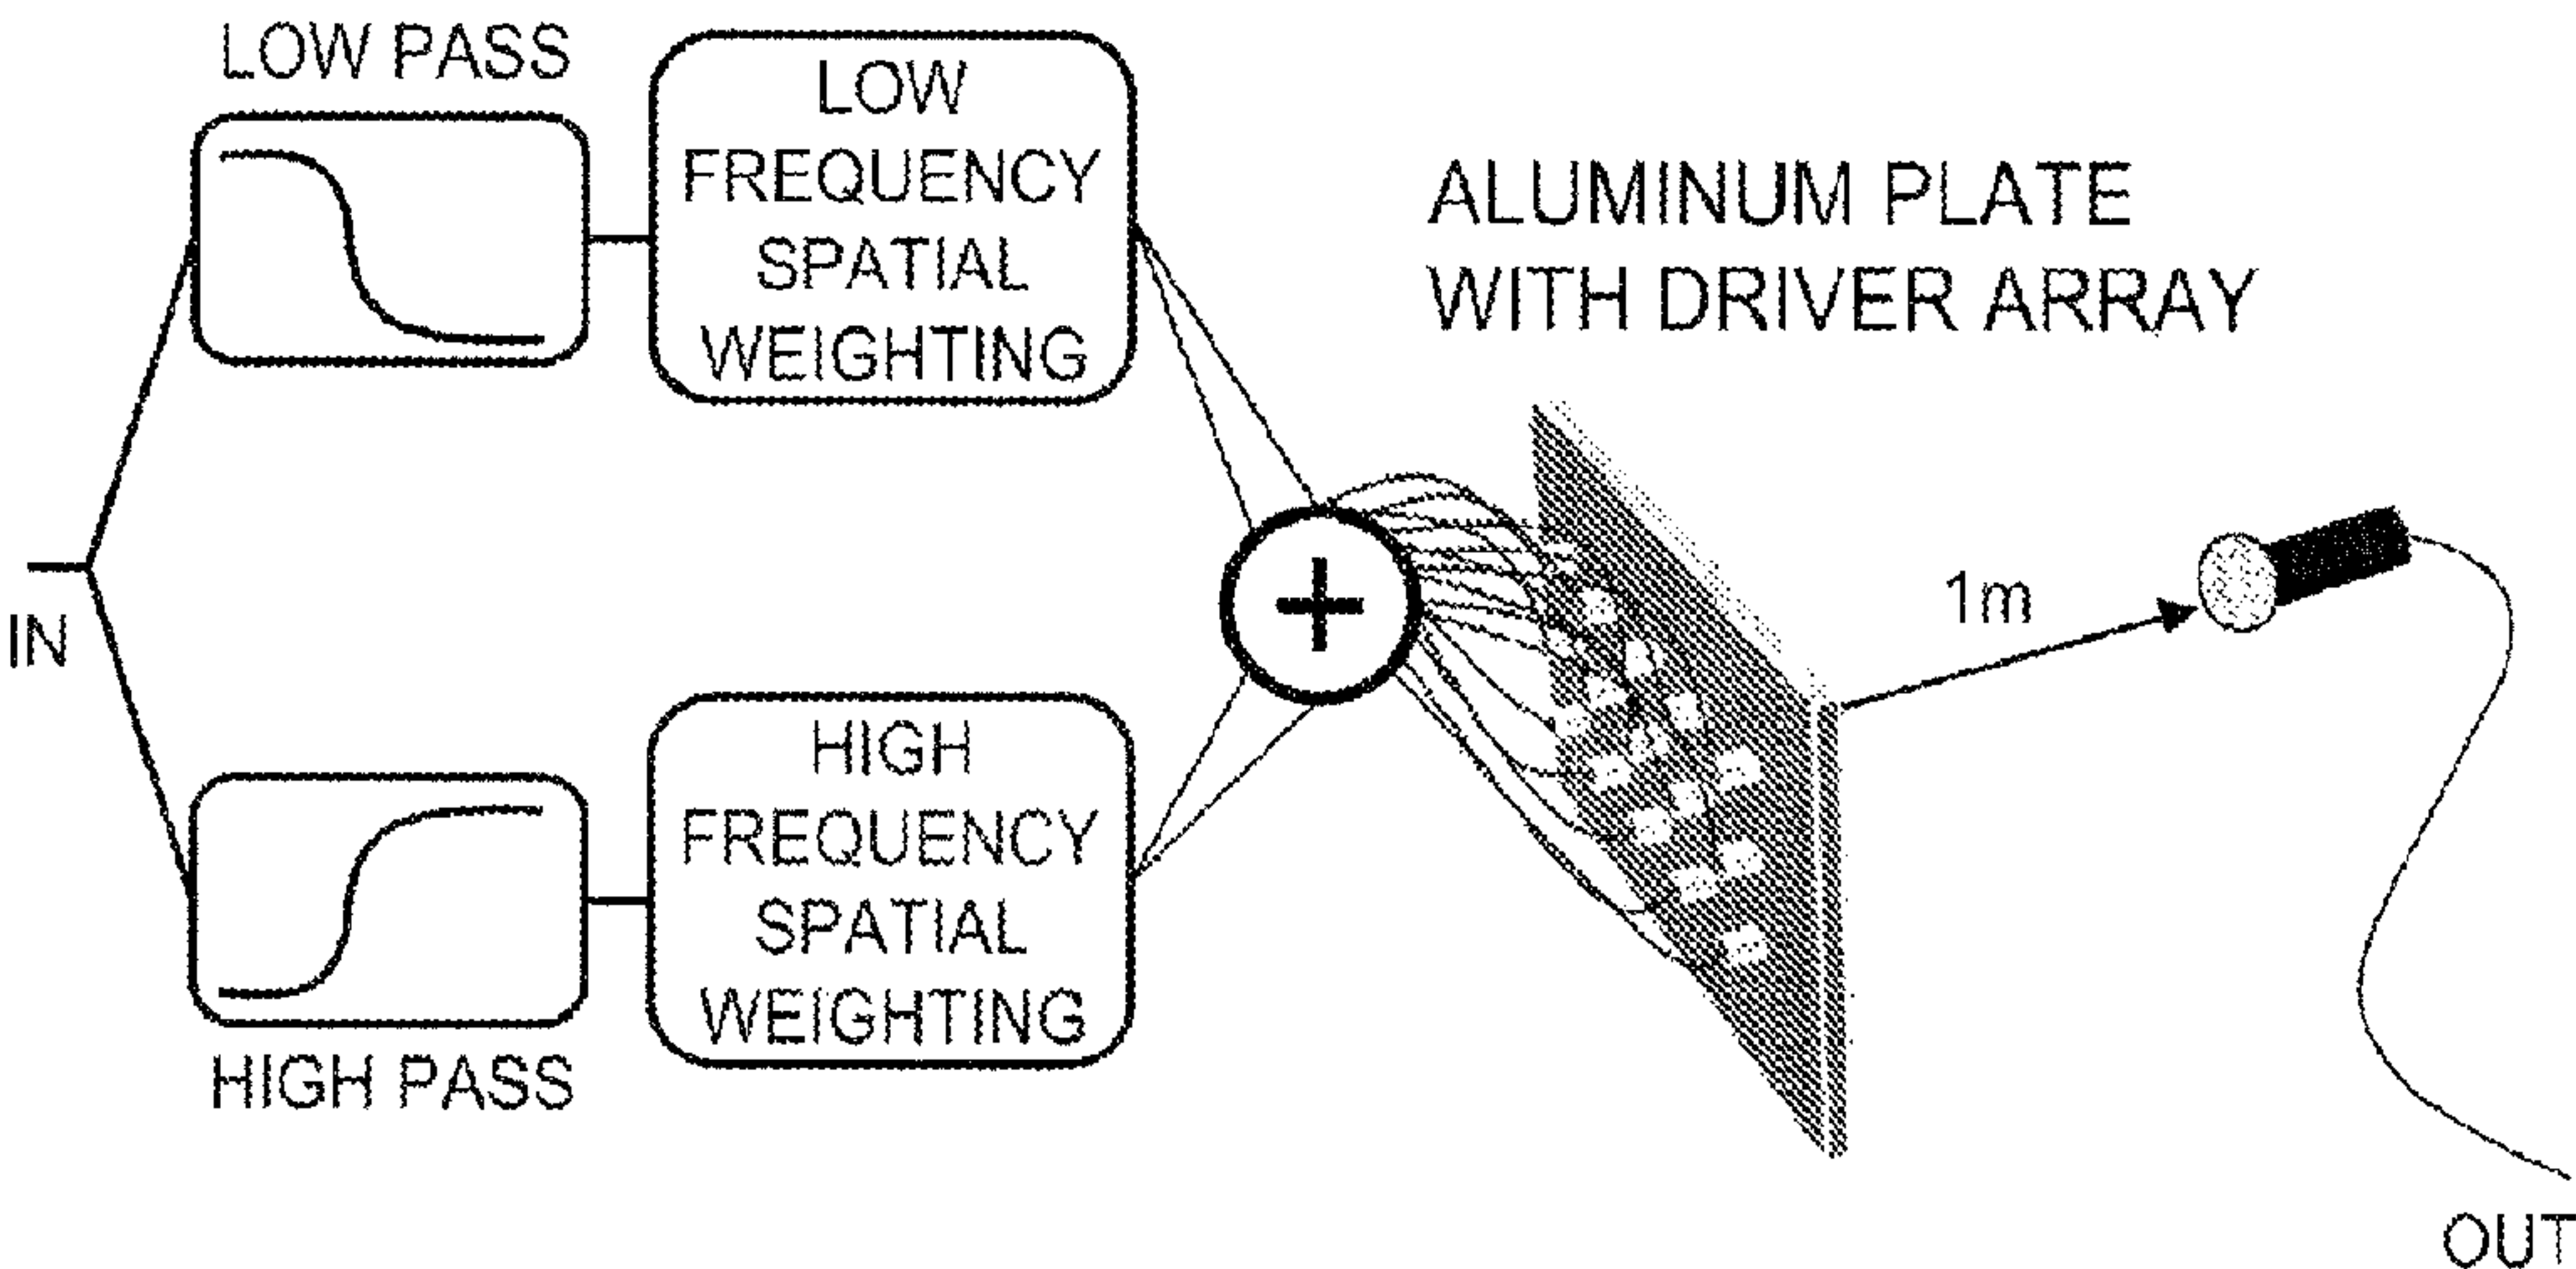 LOW PASS
LOW
FREQUENCY
SPATIAL
WEIGHTING
ALUMINUM PLATE
WITH DRIVER ARRAY
IN
+
1m
HIGH
FREQUENCY
SPATIAL
WEIGHTING
HIGH PASS
OUT